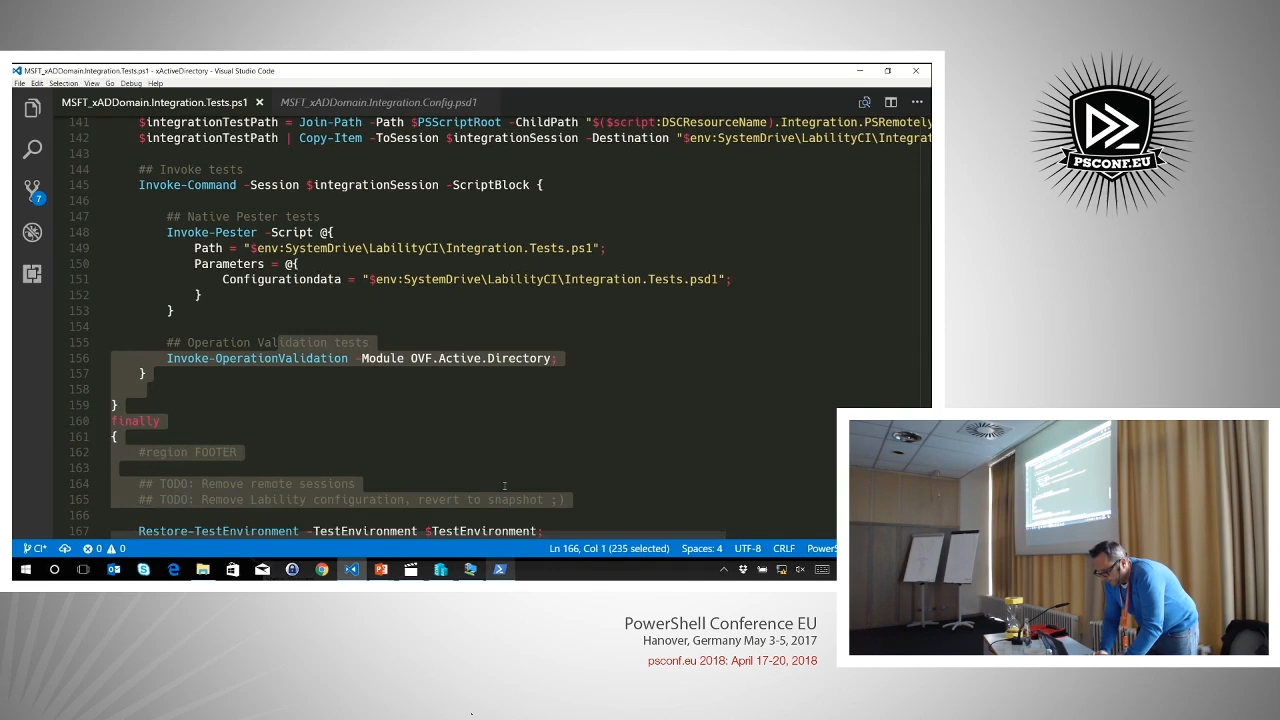 MSFT_xADDomain.Integration.Tests.ps1 - xActiveDirectory - Visual Studio Code
File Edit Selection View Go Debug Help
MSFT_xADDomain.Integration.Tests.ps1 MSFT_xADDomain.Integration.Config.psd1
141 $integrationTestPath = Join-Path -Path $PSScriptRoot -ChildPath "$($script:DSCResourceName).Integration.PSRemotely
142 $integrationTestPath | Copy-Item -ToSession $integrationSession -Destination "$env:SystemDrive\LabilityCI\Integrat
143
144 ## Invoke tests
145 Invoke-Command -Session $integrationSession -ScriptBlock {
146
147 ## Native Pester tests
148 Invoke-Pester -Script @{
149 Path = "$env:SystemDrive\LabilityCI\Integration.Tests.ps1";
150 Parameters = @{
151 Configurationdata = "$env:SystemDrive\LabilityCI\Integration.Tests.psd1";
152 }
153 }
154
155 ## Operation Validation tests
156 Invoke-OperationValidation -Module OVF.Active.Directory;
157 }
158
159 }
160 finally
161 {
162 #region FOOTER
163
164 ## TODO: Remove remote sessions
165 ## TODO: Remove Lability configuration, revert to snapshot ;)
166
167 Restore-TestEnvironment -TestEnvironment $TestEnvironment;
7
CI* 0 0 Ln 166, Col 1 (235 selected) Spaces: 4 UTF-8 CRLF PowerS
PSCONF.EU
PowerShell Conference EU
Hanover, Germany May 3-5, 2017
psconf.eu 2018: April 17-20, 2018